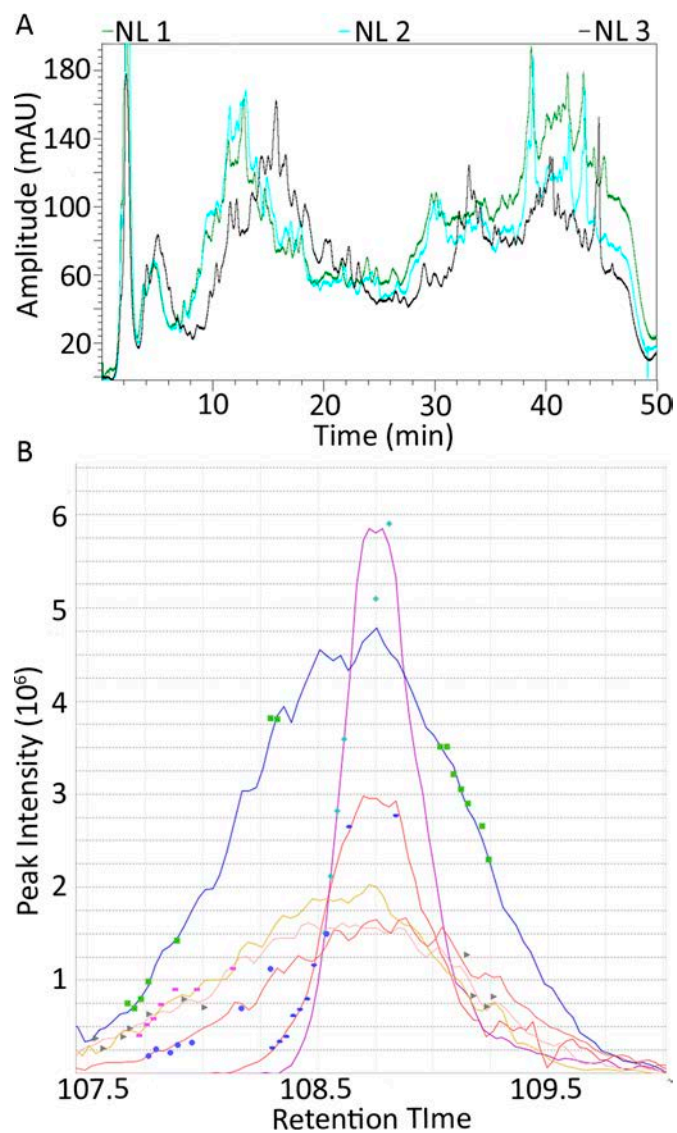 A
NL 1 NL 2 NL 3
180
140
100
60
20
Amplitude (mAU)
10 20 30 40 50
Time (min)
B
6
5
4
3
2
1
Peak Intensity (10⁶)
107.5 108.5 109.5
Retention TIme